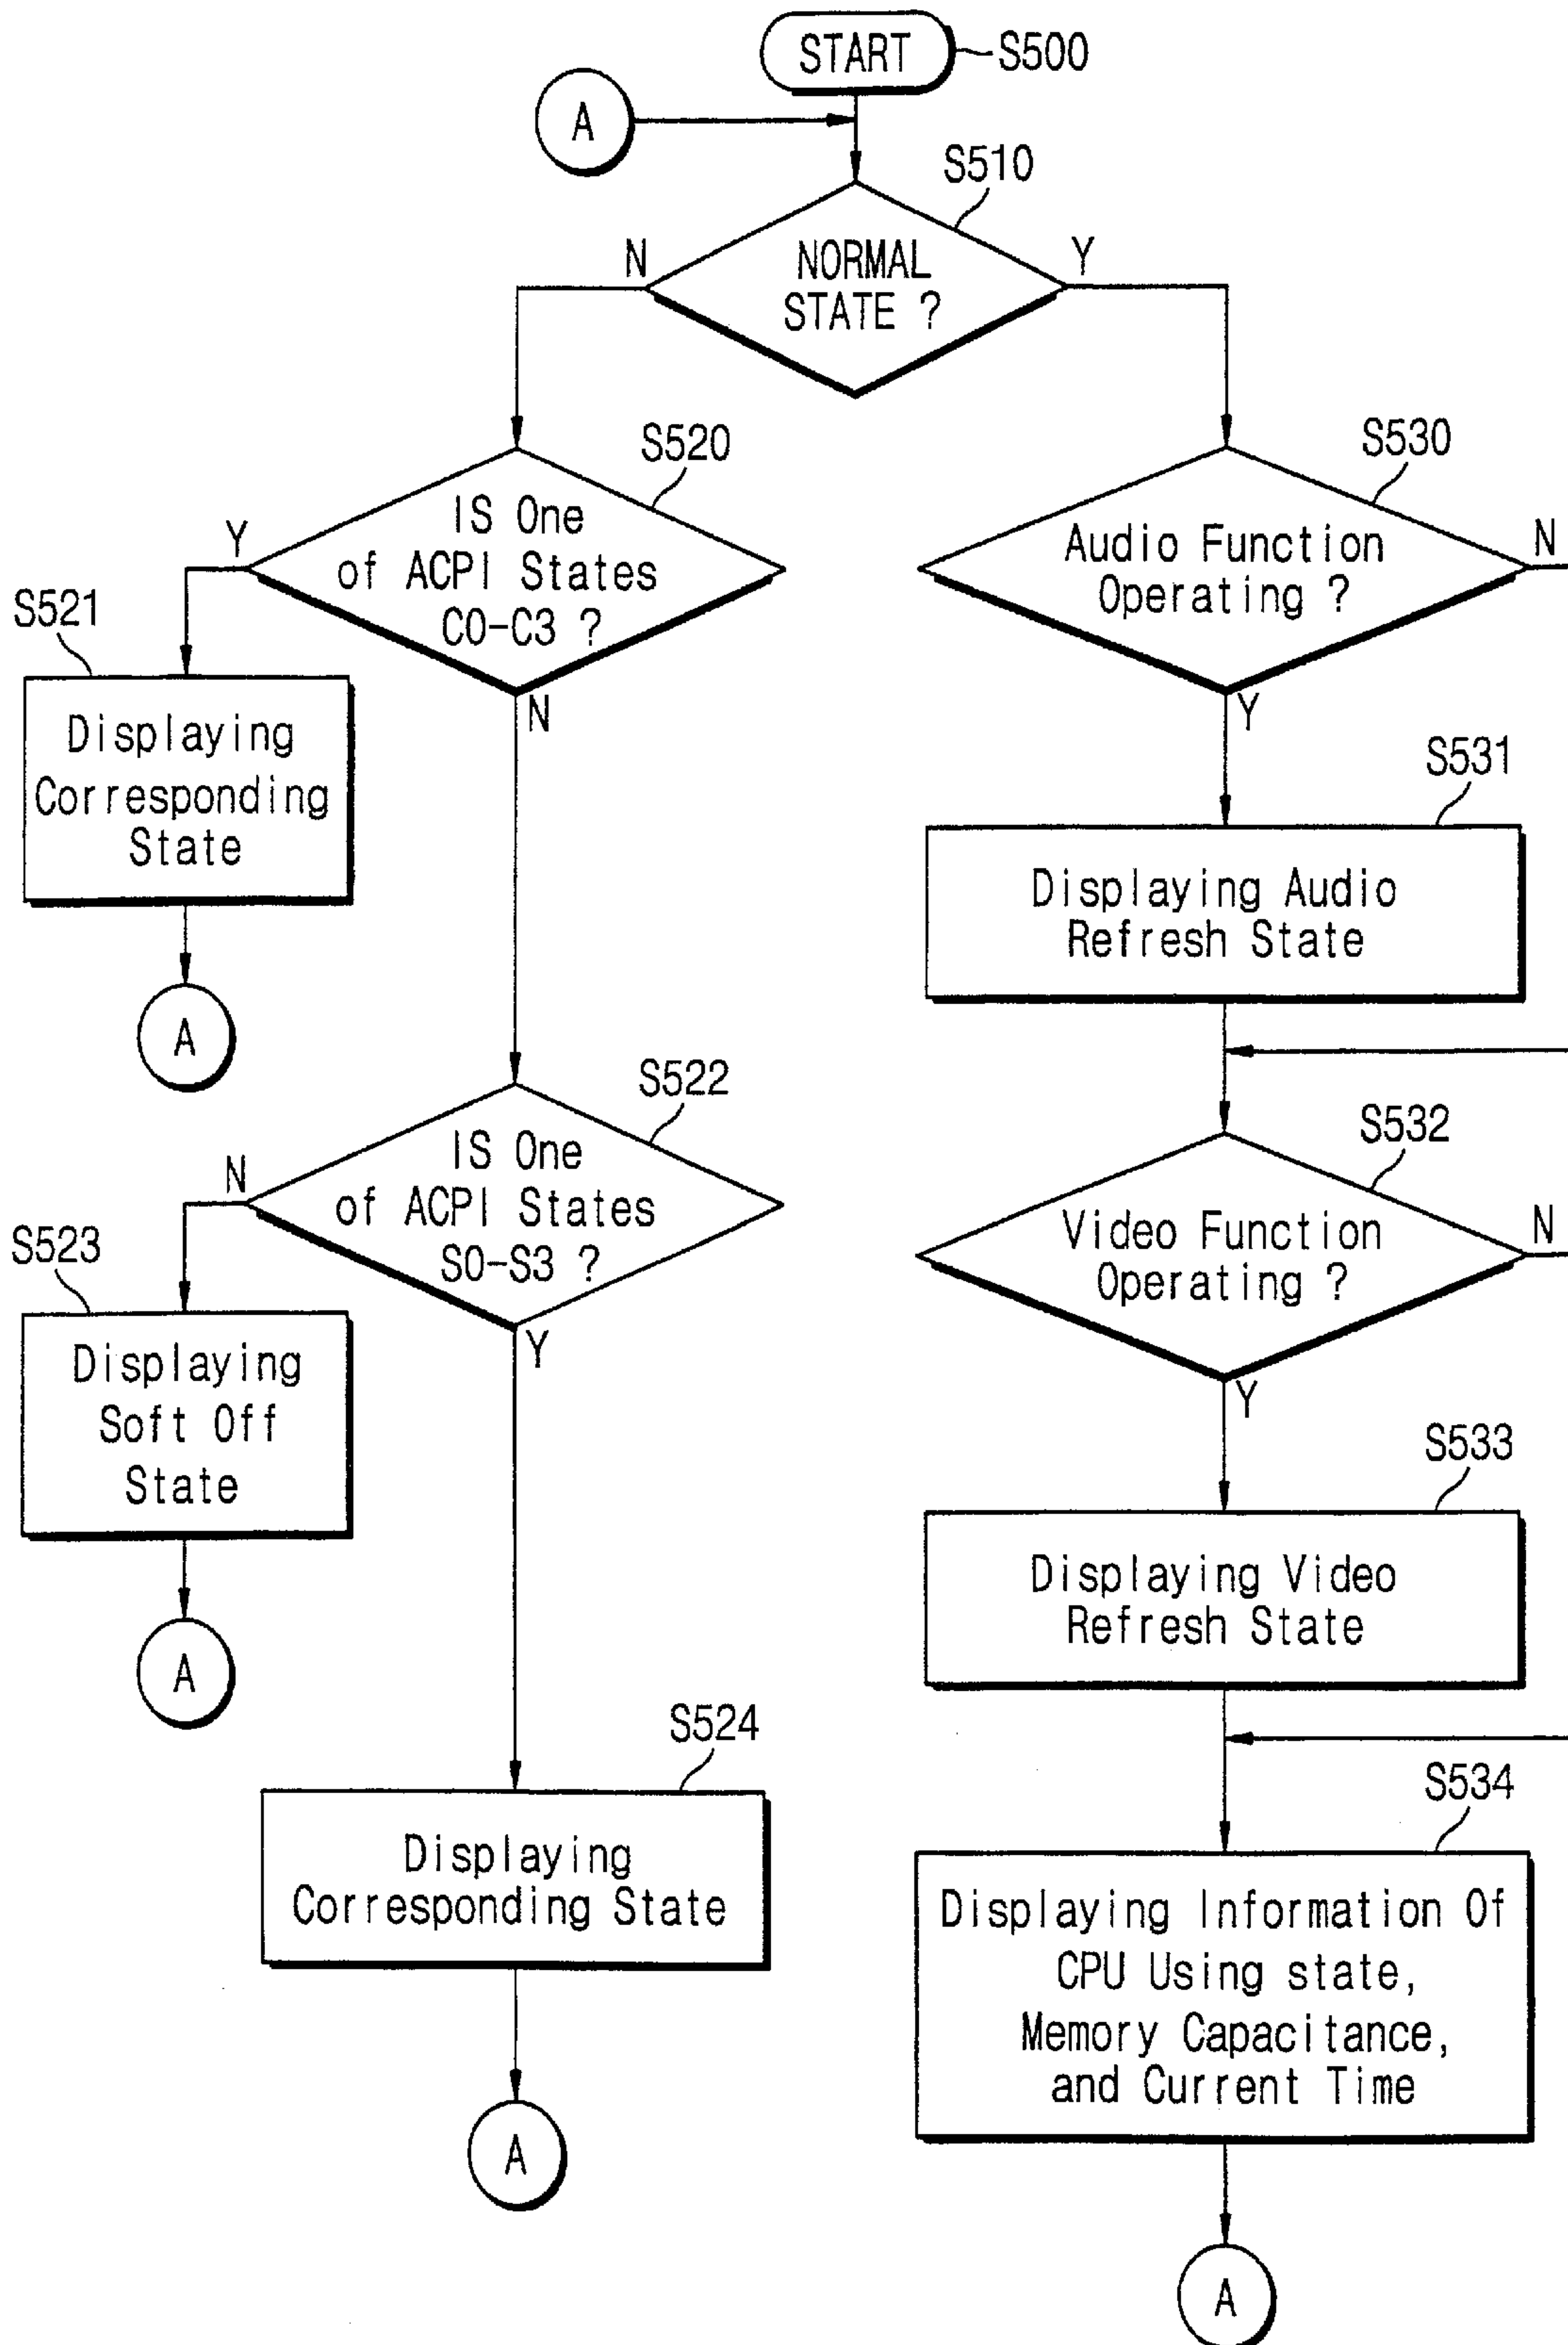 START
S500
A
S510
NORMAL
STATE ?
N
Y
S520
IS One
of ACPI States
C0-C3 ?
Y
N
S521
Displaying
Corresponding
State
A
S522
IS One
of ACPI States
S0-S3 ?
N
Y
S523
Displaying
Soft Off
State
A
S524
Displaying
Corresponding State
A
S530
Audio Function
Operating ?
N
Y
S531
Displaying Audio
Refresh State
S532
Video Function
Operating ?
N
Y
S533
Displaying Video
Refresh State
S534
Displaying Information Of
CPU Using state,
Memory Capacitance,
and Current Time
A